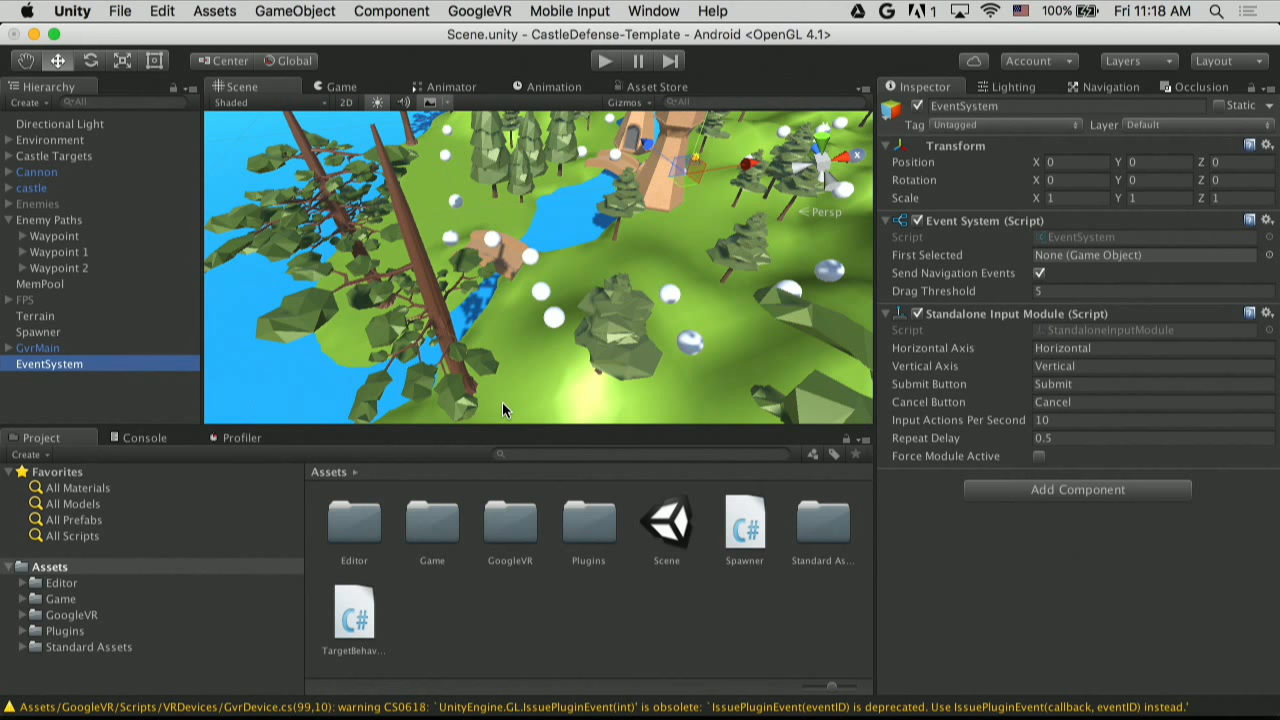 Unity File Edit Assets GameObject Component GoogleVR Mobile Input Window Help 1 100% Fri 11:18 AM
Scene.unity - CastleDefense-Template - Android <OpenGL 4.1>
Center Global Account Layers Layout
Hierarchy
Create All
Directional Light
Environment
Castle Targets
Cannon
castle
Enemies
Enemy Paths
Waypoint
Waypoint 1
Waypoint 2
MemPool
FPS
Terrain
Spawner
GvrMain
EventSystem
Scene Game Animator Animation Asset Store
Shaded 2D Gizmos All
X
Persp
Inspector Lighting Navigation Occlusion
EventSystem Static
Tag Untagged Layer Default
Transform
Position X 0 Y 0 Z 0
Rotation X 0 Y 0 Z 0
Scale X 1 Y 1 Z 1
Event System (Script)
Script EventSystem
First Selected None (Game Object)
Send Navigation Events
Drag Threshold 5
Standalone Input Module (Script)
Script StandaloneInputModule
Horizontal Axis Horizontal
Vertical Axis Vertical
Submit Button Submit
Cancel Button Cancel
Input Actions Per Second 10
Repeat Delay 0.5
Force Module Active
Add Component
Project Console Profiler
Create
Favorites
All Materials
All Models
All Prefabs
All Scripts
Assets
Editor
Game
GoogleVR
Plugins
Standard Assets
Assets
C#
Editor Game GoogleVR Plugins Scene Spawner Standard As...
C#
TargetBehav...
Assets/GoogleVR/Scripts/VRDevices/GvrDevice.cs(99,10): warning CS0618: `UnityEngine.GL.IssuePluginEvent(int)' is obsolete: `IssuePluginEvent(eventID) is deprecated. Use IssuePluginEvent(callback, eventID) instead.'